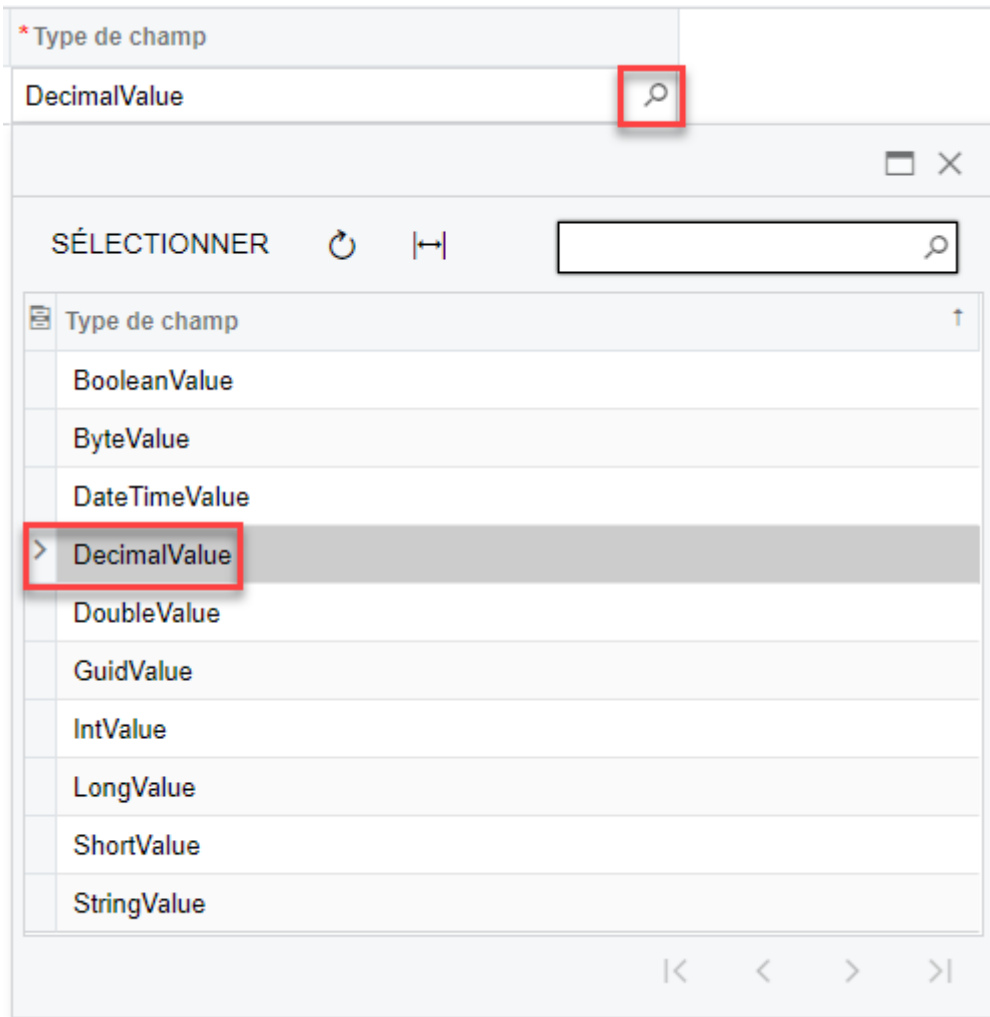 * Type de champ
DecimalValue
SÉLECTIONNER
Type de champ
BooleanValue
ByteValue
DateTimeValue
DecimalValue
DoubleValue
GuidValue
IntValue
LongValue
ShortValue
StringValue